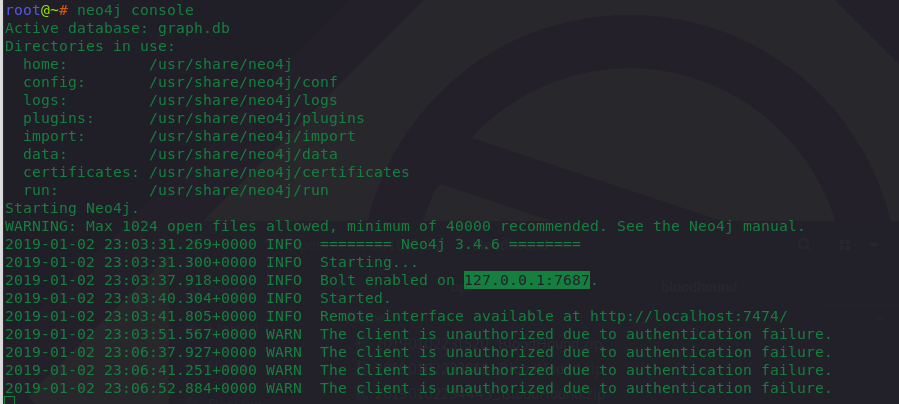 root@~# neo4j console
Active database: graph.db
Directories in use:
  home:         /usr/share/neo4j
  config:       /usr/share/neo4j/conf
  logs:         /usr/share/neo4j/logs
  plugins:      /usr/share/neo4j/plugins
  import:       /usr/share/neo4j/import
  data:         /usr/share/neo4j/data
  certificates: /usr/share/neo4j/certificates
  run:          /usr/share/neo4j/run
Starting Neo4j.
WARNING: Max 1024 open files allowed, minimum of 40000 recommended. See the Neo4j manual.
2019-01-02 23:03:31.269+0000 INFO  ======== Neo4j 3.4.6 ========
2019-01-02 23:03:31.300+0000 INFO  Starting...
2019-01-02 23:03:37.918+0000 INFO  Bolt enabled on 127.0.0.1:7687.
bloodhound
2019-01-02 23:03:40.304+0000 INFO  Started.
2019-01-02 23:03:41.805+0000 INFO  Remote interface available at http://localhost:7474/
2019-01-02 23:03:51.567+0000 WARN  The client is unauthorized due to authentication failure.
2019-01-02 23:06:37.927+0000 WARN  The client is unauthorized due to authentication failure.
2019-01-02 23:06:41.251+0000 WARN  The client is unauthorized due to authentication failure.
2019-01-02 23:06:52.884+0000 WARN  The client is unauthorized due to authentication failure.